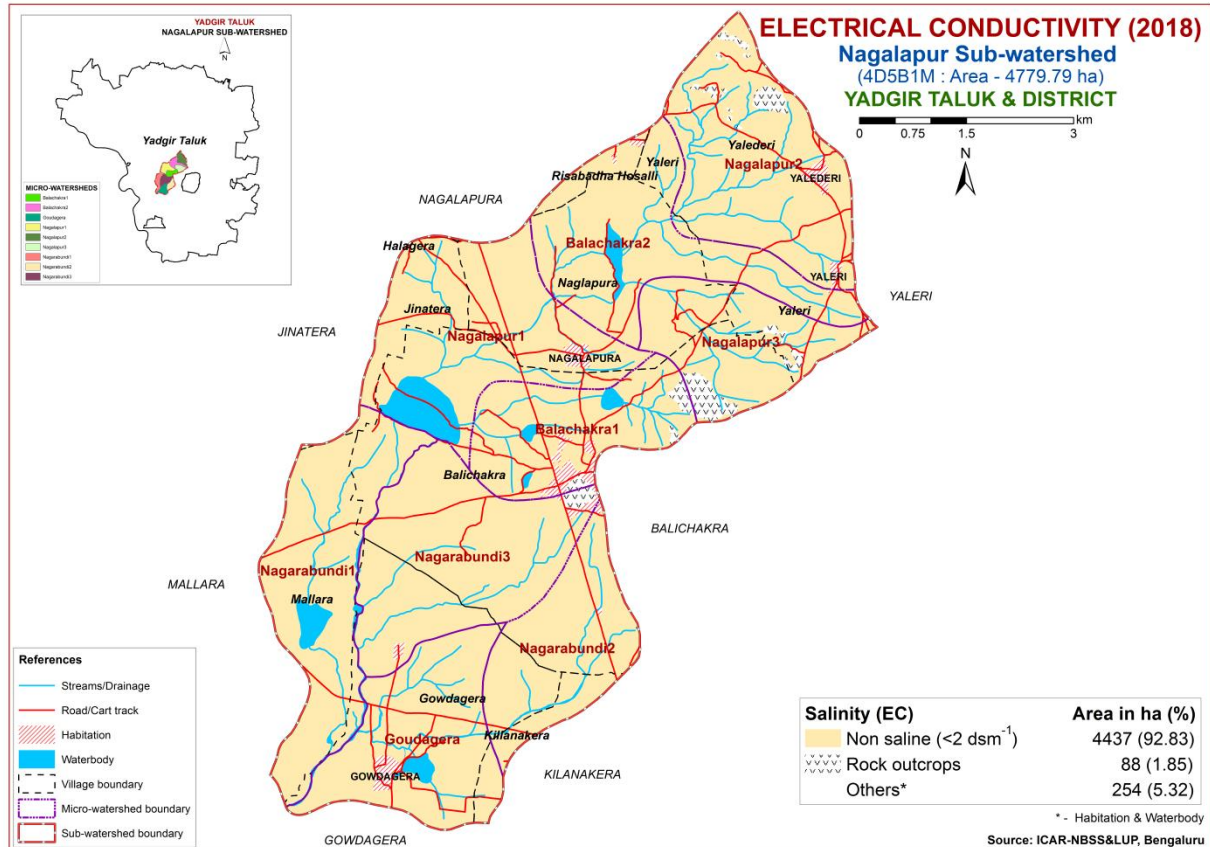 YADGIR TALUK
NAGALAPUR SUB-WATERSHED
N
Yadgir Taluk
MICRO-WATERSHEDS
Balachakra1
Balachakra2
Goudagera
Nagalapur1
Nagalapur2
Nagalapur3
Nagarabundi1
Nagarabundi2
Nagarabundi3
ELECTRICAL CONDUCTIVITY (2018)
Nagalapur Sub-watershed
(4D5B1M : Area - 4779.79 ha)
YADGIR TALUK & DISTRICT
km
0 0.75 1.5 3
N
Yalederi
Yaleri
Nagalapur2
Risabadha Hosalli
YALEDERI
NAGALAPURA
Halagera
Balachakra2
YALERI
Naglapura
YALERI
Jinatera
Yaleri
JINATERA
Nagalapur1
Nagalapur3
NAGALAPURA
Balachakra1
Balichakra
BALICHAKRA
Nagarabundi3
Nagarabundi1
MALLARA
Mallara
Nagarabundi2
Gowdagera
Killanakera
Goudagera
GOWDAGERA
KILANAKERA
GOWDAGERA
References
Streams/Drainage
Road/Cart track
Habitation
Waterbody
Village boundary
Micro-watershed boundary
Sub-watershed boundary
Salinity (EC) Area in ha (%)
Non saline (<2 dsm⁻¹) 4437 (92.83)
Rock outcrops 88 (1.85)
Others* 254 (5.32)
* - Habitation & Waterbody
Source: ICAR-NBSS&LUP, Bengaluru